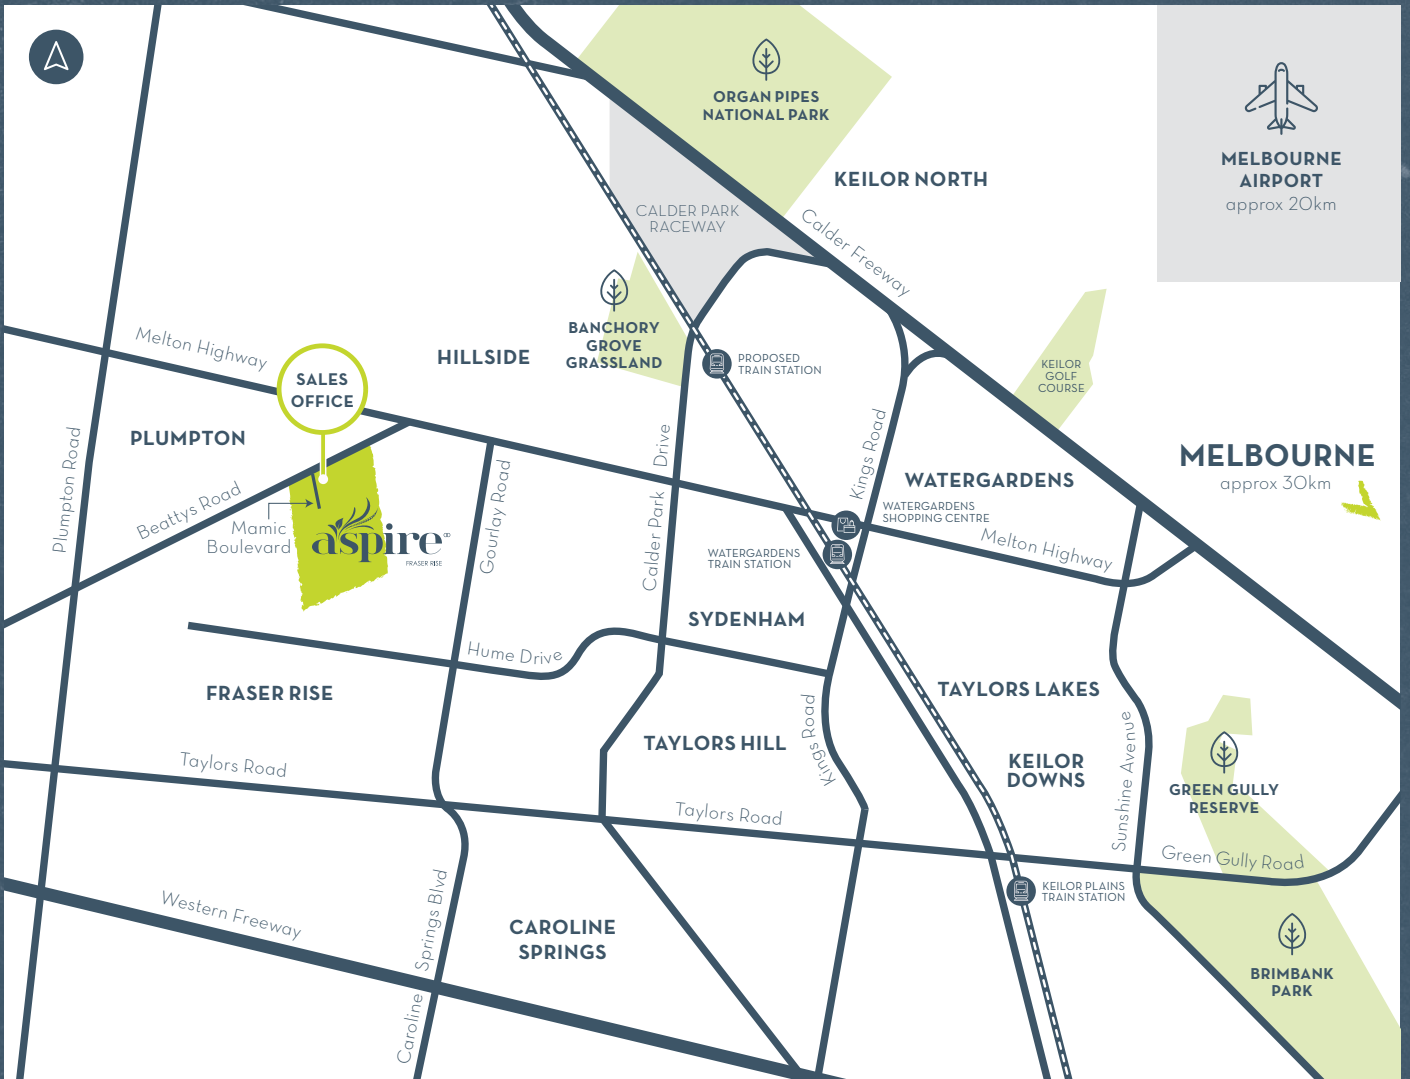 ORGAN PIPES
NATIONAL PARK
MELBOURNE
AIRPORT
approx 20km
KEILOR NORTH
CALDER PARK
RACEWAY
Calder Freeway
BANCHORY
GROVE
GRASSLAND
HILLSIDE
Melton Highway
PROPOSED
TRAIN STATION
KEILOR
GOLF
COURSE
SALES
OFFICE
PLUMPTON
Plumpton Road
Beattys Road
Mamic
Boulevard
aspire
FRASER RISE
Gourlay Road
Calder Park Drive
Kings Road
WATERGARDENS
WATERGARDENS
SHOPPING CENTRE
MELBOURNE
approx 30km
Melton Highway
WATERGARDENS
TRAIN STATION
SYDENHAM
Hume Drive
FRASER RISE
TAYLORS LAKES
TAYLORS HILL
Kings Road
KEILOR
DOWNS
Sunshine Avenue
GREEN GULLY
RESERVE
Taylors Road
Taylors Road
Green Gully Road
KEILOR PLAINS
TRAIN STATION
Western Freeway
Caroline Springs Blvd
CAROLINE
SPRINGS
BRIMBANK
PARK